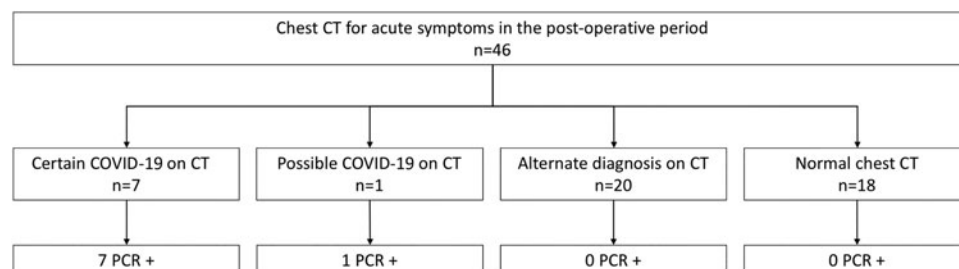 Chest CT for acute symptoms in the post-operative period
n=46
Certain COVID-19 on CT
n=7
Possible COVID-19 on CT
n=1
Alternate diagnosis on CT
n=20
Normal chest CT
n=18
7 PCR +
1 PCR +
0 PCR +
0 PCR +